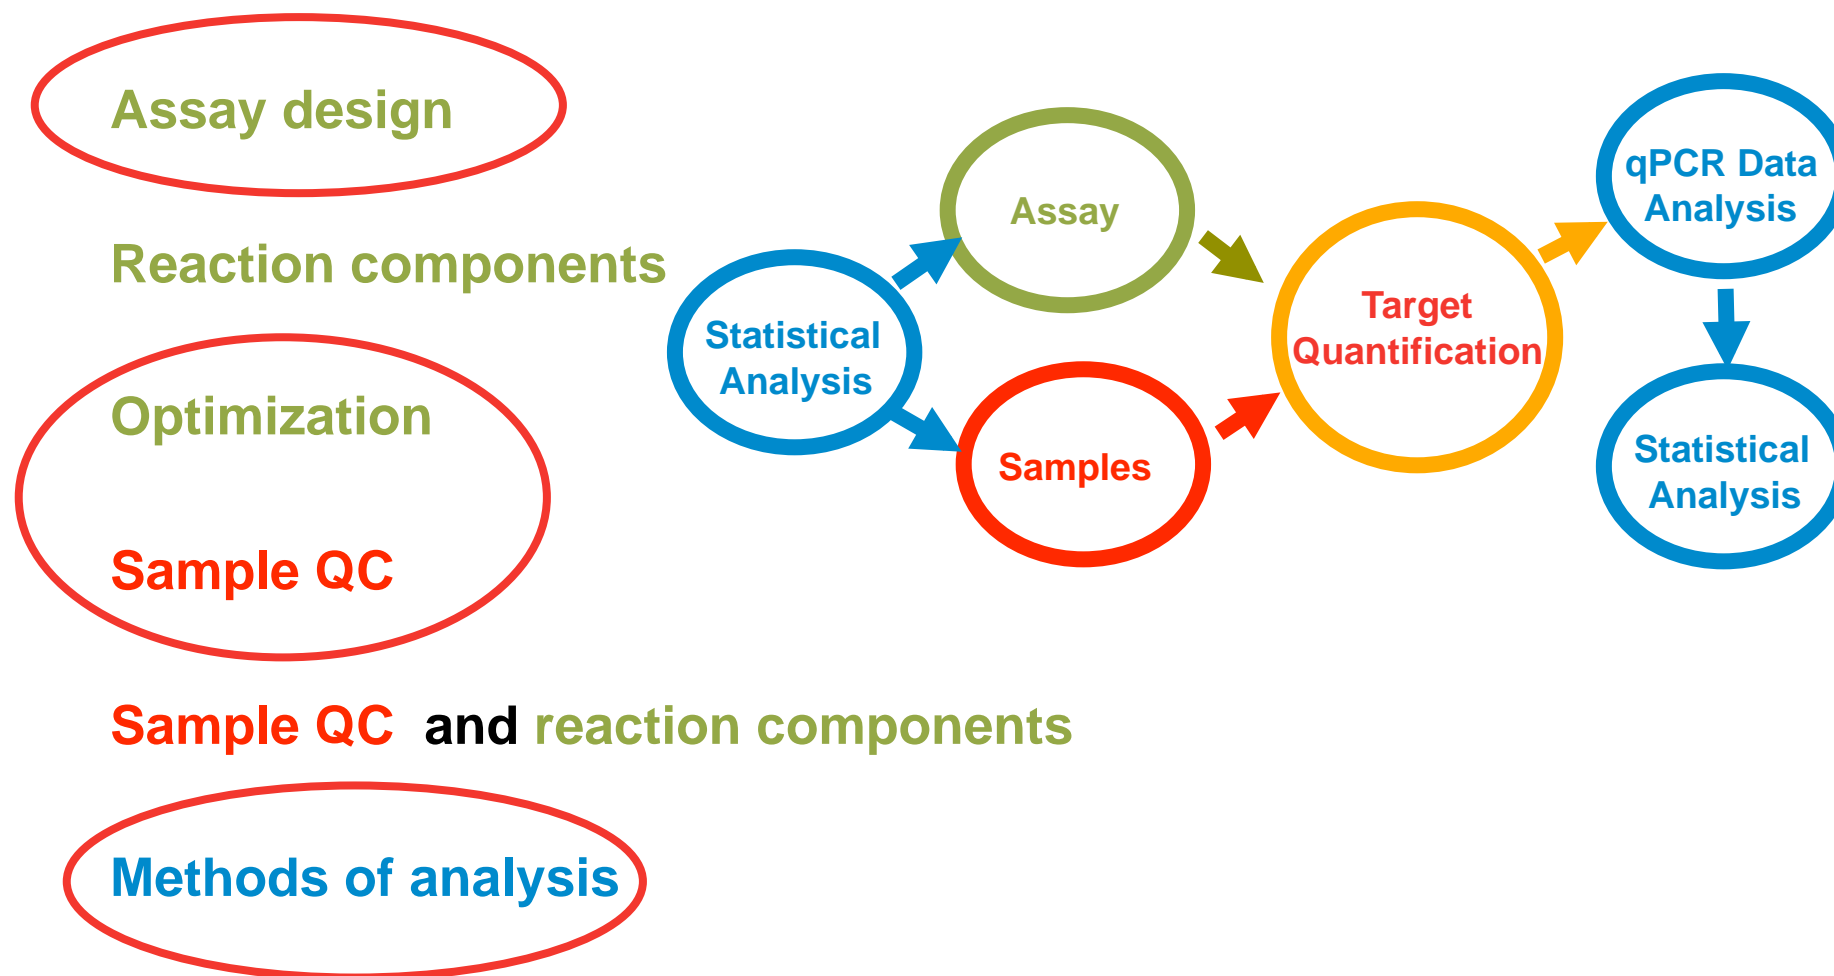 Assay design
Reaction components
Optimization
Sample QC
Sample QC and reaction components
Methods of analysis
Statistical
Analysis
Assay
Samples
Target
Quantification
qPCR Data
Analysis
Statistical
Analysis